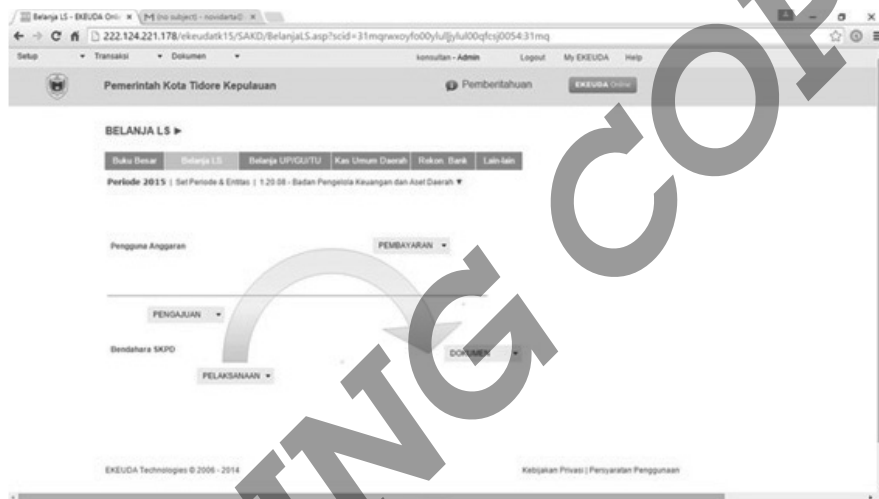 Belanja LS - EKEUDA Onli
(no subject) - novidarta@
222.124.221.178/ekeudatk15/SAKD/BelanjaLS.asp?scid=
Setup Transaksi Dokumen konsultan - Admin Logout My EKEUDA Help
Pemerintah Kota Tidore Kepulauan Pemberitahuan EKEUDA Online
BELANJA LS ►
Buku Besar Belanja LS Belanja UP/GU/TU Kas Umum Daerah Rekon. Bank Lain-lain
Periode 2015 | Set Periode & Entitas | 1.20.08 - Badan Pengelola Keuangan dan Aset Daerah ▼
Pengguna Anggaran PEMBAYARAN
PENGAJUAN
Bendahara SKPD DOKUMEN
PELAKSANAAN
EKEUDA Technologies © 2006 - 2014 Kebijakan Privasi | Persyaratan Penggunaan
ING COP